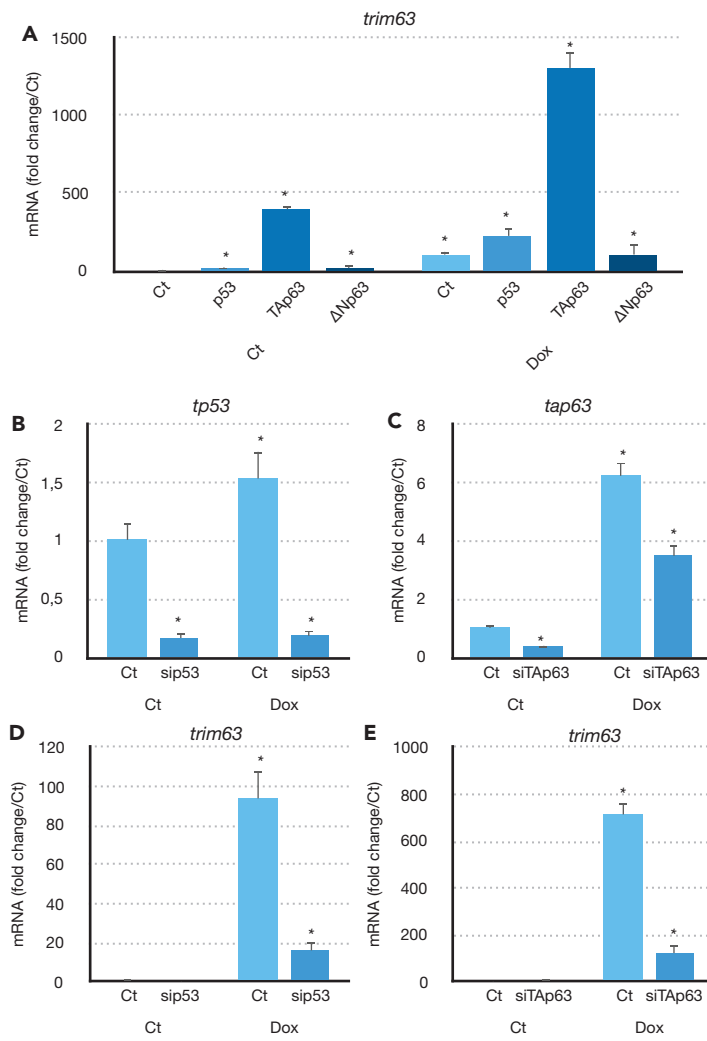 A
trim63
mRNA (fold change/Ct)
1500
1000
500
0
* * * * * * *
Ct p53 TAp63 ΔNp63 Ct p53 TAp63 ΔNp63
Ct Dox
B
tp53
mRNA (fold change/Ct)
2
1,5
1
0,5
0
* * *
Ct sip53 Ct sip53
Ct Dox
C
tap63
mRNA (fold change/Ct)
8
6
4
2
0
* * *
Ct siTAp63 Ct siTAp63
Ct Dox
D
trim63
mRNA (fold change/Ct)
120
100
80
60
40
20
0
* *
Ct sip53 Ct sip53
Ct Dox
E
trim63
mRNA (fold change/Ct)
1000
800
600
400
200
0
* *
Ct siTAp63 Ct siTAp63
Ct Dox